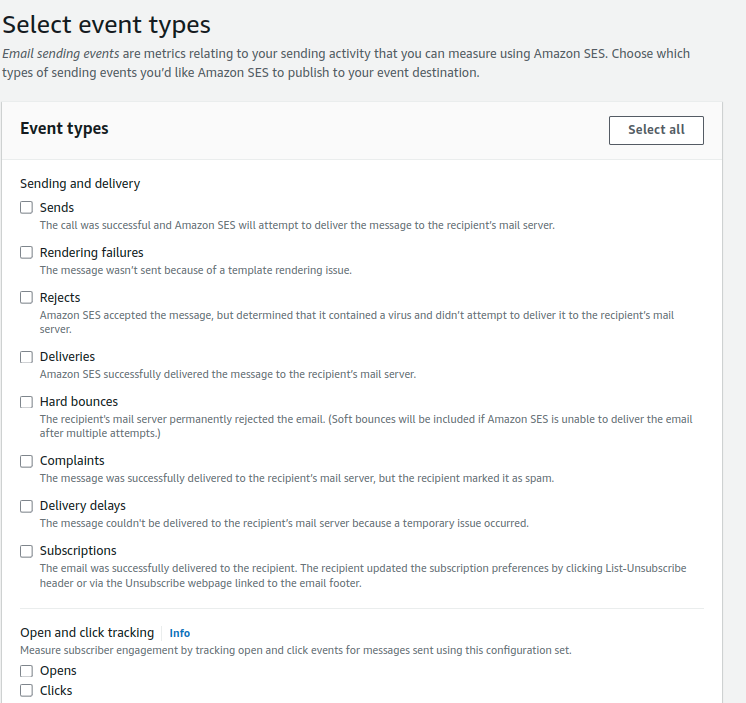 Select event types
Email sending events are metrics relating to your sending activity that you can measure using Amazon SES. Choose which
types of sending events you'd like Amazon SES to publish to your event destination.
Event types
Select all
Sending and delivery
Sends
The call was successful and Amazon SES will attempt to deliver the message to the recipient's mail server.
Rendering failures
The message wasn't sent because of a template rendering issue.
Rejects
Amazon SES accepted the message, but determined that it contained a virus and didn't attempt to deliver it to the recipient's mail
server.
Deliveries
Amazon SES successfully delivered the message to the recipient's mail server.
Hard bounces
The recipient's mail server permanently rejected the email. (Soft bounces will be included if Amazon SES is unable to deliver the email
after multiple attempts.)
Complaints
The message was successfully delivered to the recipient's mail server, but the recipient marked it as spam.
Delivery delays
The message couldn't be delivered to the recipient's mail server because a temporary issue occurred.
Subscriptions
The email was successfully delivered to the recipient. The recipient updated the subscription preferences by clicking List-Unsubscribe
header or via the Unsubscribe webpage linked to the email footer.
Open and click tracking Info
Measure subscriber engagement by tracking open and click events for messages sent using this configuration set.
Opens
Clicks